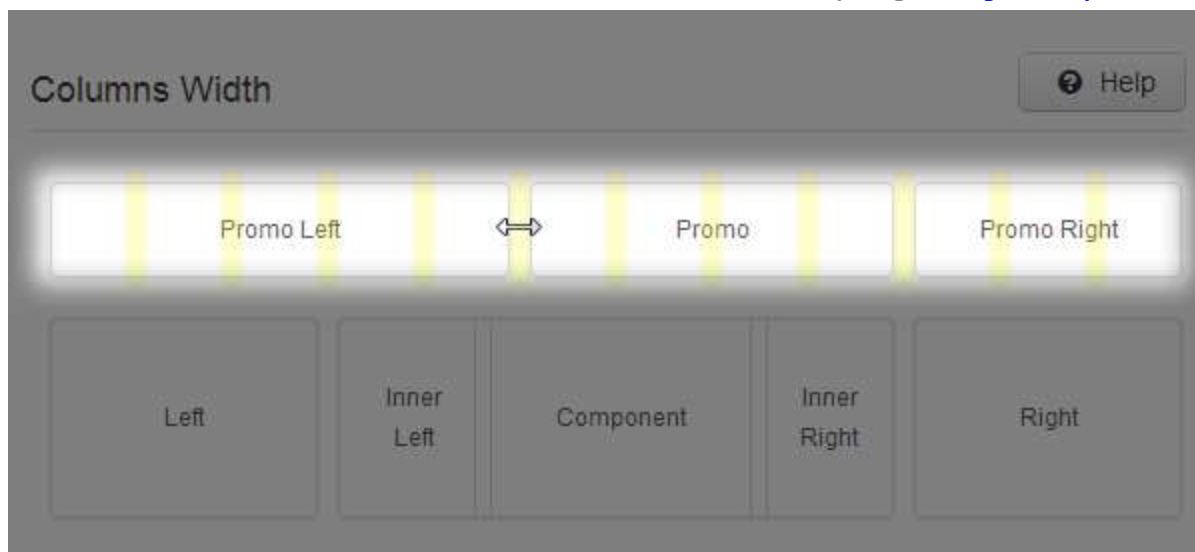 Columns Width
Help
Promo Left
Promo
Promo Right
Left
Inner
Left
Component
Inner
Right
Right